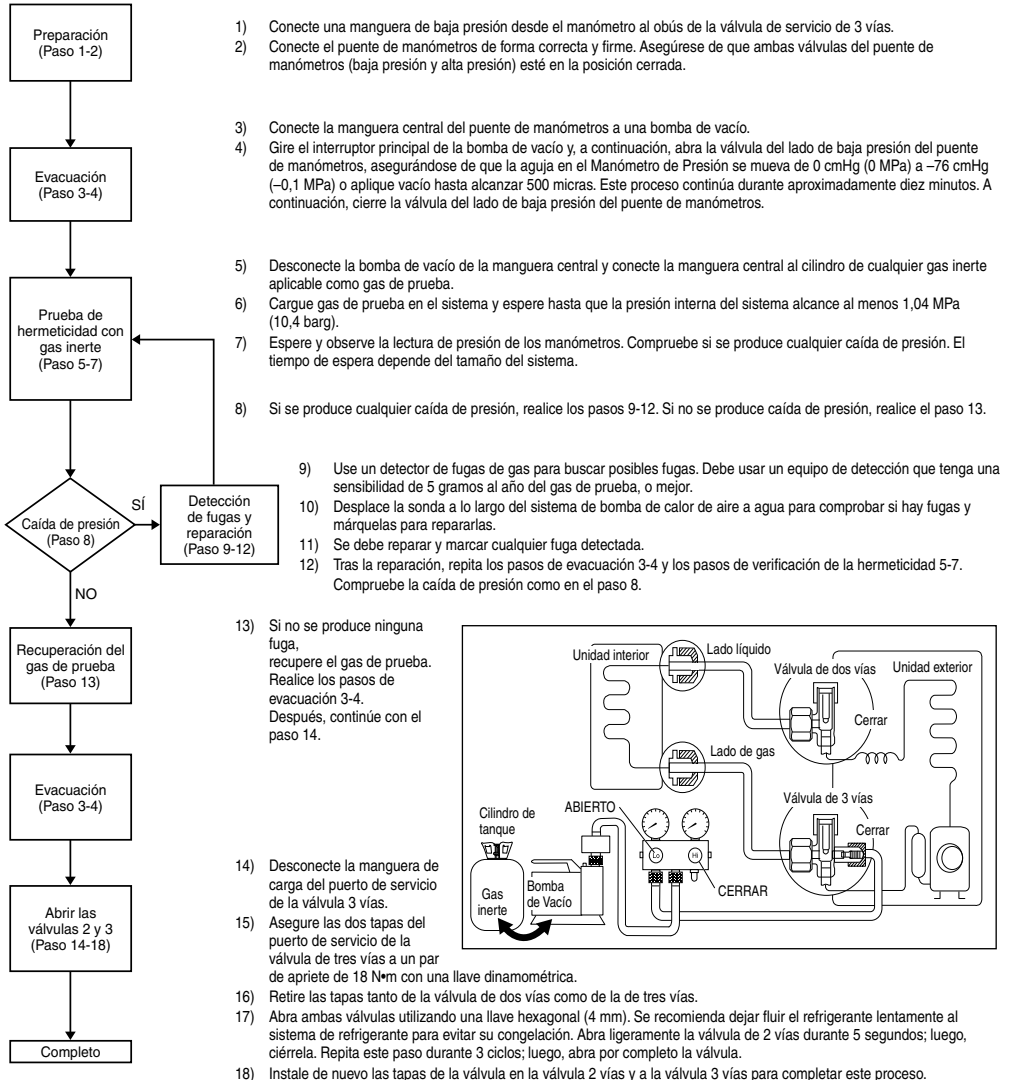 Preparación
(Paso 1-2)
1) Conecte una manguera de baja presión desde el manómetro al obús de la válvula de servicio de 3 vías.
2) Conecte el puente de manómetros de forma correcta y firme. Asegúrese de que ambas válvulas del puente de
manómetros (baja presión y alta presión) esté en la posición cerrada.
Evacuación
(Paso 3-4)
3) Conecte la manguera central del puente de manómetros a una bomba de vacío.
4) Gire el interruptor principal de la bomba de vacío y, a continuación, abra la válvula del lado de baja presión del puente
de manómetros, asegurándose de que la aguja en el Manómetro de Presión se mueva de 0 cmHg (0 MPa) a –76 cmHg
(–0,1 MPa) o aplique vacío hasta alcanzar 500 micras. Este proceso continúa durante aproximadamente diez minutos. A
continuación, cierre la válvula del lado de baja presión del puente de manómetros.
Prueba de
hermeticidad con
gas inerte
(Paso 5-7)
5) Desconecte la bomba de vacío de la manguera central y conecte la manguera central al cilindro de cualquier gas inerte
aplicable como gas de prueba.
6) Cargue gas de prueba en el sistema y espere hasta que la presión interna del sistema alcance al menos 1,04 MPa
(10,4 barg).
7) Espere y observe la lectura de presión de los manómetros. Compruebe si se produce cualquier caída de presión. El
tiempo de espera depende del tamaño del sistema.
8) Si se produce cualquier caída de presión, realice los pasos 9-12. Si no se produce caída de presión, realice el paso 13.
Caída de presión
(Paso 8)
SÍ
NO
Detección
de fugas y
reparación
(Paso 9-12)
9) Use un detector de fugas de gas para buscar posibles fugas. Debe usar un equipo de detección que tenga una
sensibilidad de 5 gramos al año del gas de prueba, o mejor.
10) Desplace la sonda a lo largo del sistema de bomba de calor de aire a agua para comprobar si hay fugas y
márquelas para repararlas.
11) Se debe reparar y marcar cualquier fuga detectada.
12) Tras la reparación, repita los pasos de evacuación 3-4 y los pasos de verificación de la hermeticidad 5-7.
Compruebe la caída de presión como en el paso 8.
Recuperación del
gas de prueba
(Paso 13)
13) Si no se produce ninguna
fuga,
recupere el gas de prueba.
Realice los pasos de
evacuación 3-4.
Después, continúe con el
paso 14.
Evacuación
(Paso 3-4)
Unidad interior
Lado líquido
Válvula de dos vías
Unidad exterior
Cerrar
Lado de gas
Válvula de 3 vías
Cerrar
Cilindro de
tanque
ABIERTO
Lo
Hi
CERRAR
Gas
inerte
Bomba
de Vacío
Abrir las
válvulas 2 y 3
(Paso 14-18)
14) Desconecte la manguera de
carga del puerto de servicio
de la válvula 3 vías.
15) Asegure las dos tapas del
puerto de servicio de la
válvula de tres vías a un par
de apriete de 18 N•m con una llave dinamométrica.
16) Retire las tapas tanto de la válvula de dos vías como de la de tres vías.
17) Abra ambas válvulas utilizando una llave hexagonal (4 mm). Se recomienda dejar fluir el refrigerante lentamente al
sistema de refrigerante para evitar su congelación. Abra ligeramente la válvula de 2 vías durante 5 segundos; luego,
ciérrela. Repita este paso durante 3 ciclos; luego, abra por completo la válvula.
18) Instale de nuevo las tapas de la válvula en la válvula 2 vías y a la válvula 3 vías para completar este proceso.
Completo